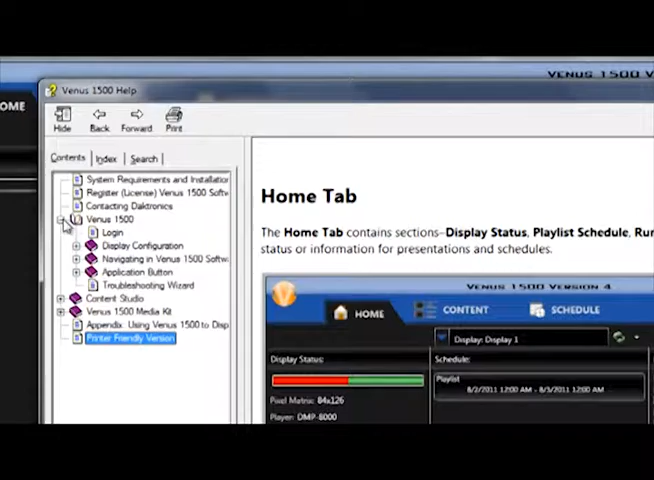 VENUS 1500 V
OME
Venus 1500 Help
Hide
Back
Forward
Print
Contents
Index
Search
System Requirements and Installation
Register (License) Venus 1500 Softw
Contacting Daktronics
Venus 1500
Login
Display Configuration
Navigating in Venus 1500 Softw
Application Button
Troubleshooting Wizard
Content Studio
Venus 1500 Media Kit
Appendix: Using Venus 1500 to Disp
Printer Friendly Version
Home Tab
The Home Tab contains sections–Display Status, Playlist Schedule, Run
status or information for presentations and schedules.
VENUS 1500 VERSION 4
HOME
CONTENT
SCHEDULE
Display: Display 1
Display Status:
Schedule:
Playlist
8/2/2011 12:00 AM - 8/3/2011 12:00 AM
Pixel Matrix: 84x126
Player: DMP-8000